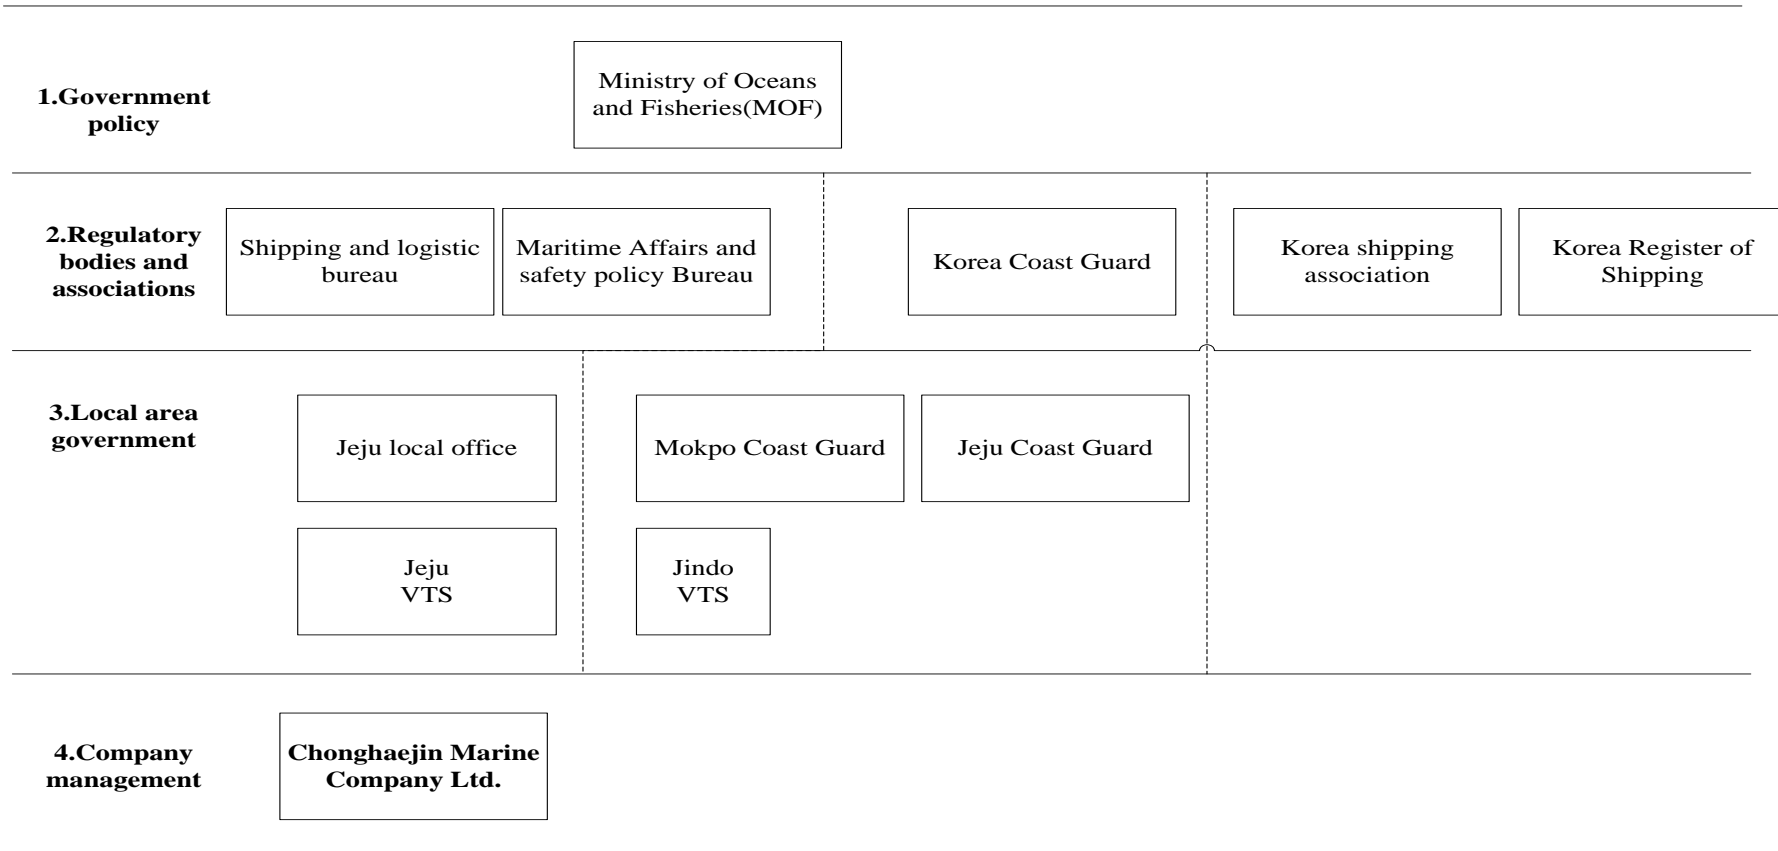 1.Government
policy
Ministry of Oceans
and Fisheries(MOF)
2.Regulatory
bodies and
associations
Shipping and logistic
bureau
Maritime Affairs and
safety policy Bureau
Korea Coast Guard
Korea shipping
association
Korea Register of
Shipping
3.Local area
government
Jeju local office
Mokpo Coast Guard
Jeju Coast Guard
Jeju
VTS
Jindo
VTS
4.Company
management
Chonghaejin Marine
Company Ltd.